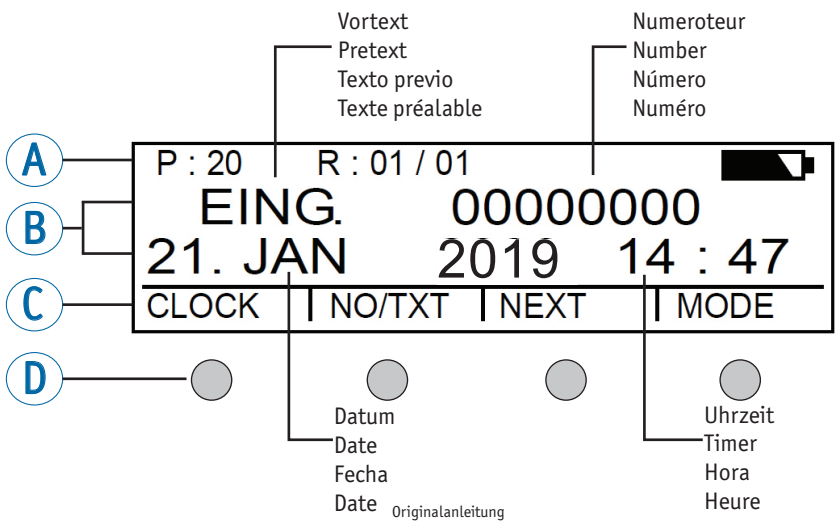 Vortext
Pretext
Texto previo
Texte préalable
Numeroteur
Number
Número
Numéro
A
P : 20 R : 01 / 01
B
EING. 00000000
21. JAN 2019 14 : 47
C
CLOCK NO/TXT NEXT MODE
D
Datum
Date
Fecha
Date
Uhrzeit
Timer
Hora
Heure
Originalanleitung